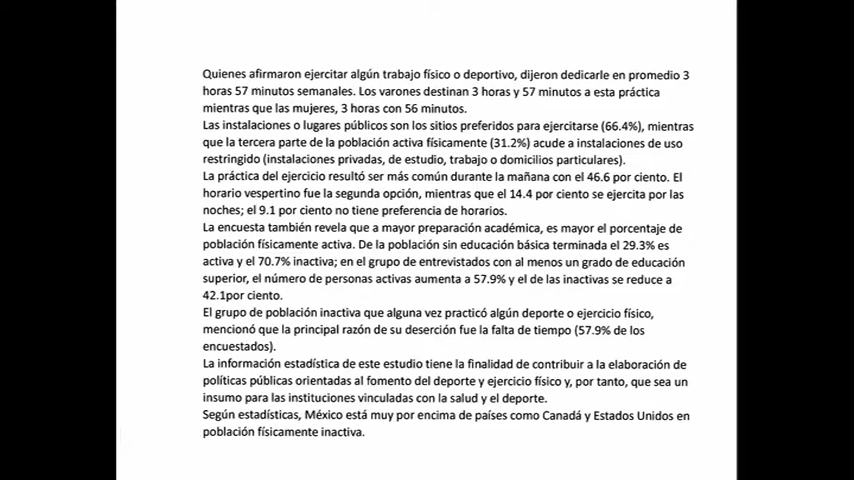 Quienes afirmaron ejercitar algún trabajo físico o deportivo, dijeron dedicarle en promedio 3
horas 57 minutos semanales. Los varones destinan 3 horas y 57 minutos a esta práctica
mientras que las mujeres, 3 horas con 56 minutos.
Las instalaciones o lugares públicos son los sitios preferidos para ejercitarse (66.4%), mientras
que la tercera parte de la población activa físicamente (31.2%) acude a instalaciones de uso
restringido (instalaciones privadas, de estudio, trabajo o domicilios particulares).
La práctica del ejercicio resultó ser más común durante la mañana con el 46.6 por ciento. El
horario vespertino fue la segunda opción, mientras que el 14.4 por ciento se ejercita por las
noches; el 9.1 por ciento no tiene preferencia de horarios.
La encuesta también revela que a mayor preparación académica, es mayor el porcentaje de
población físicamente activa. De la población sin educación básica terminada el 29.3% es
activa y el 70.7% inactiva; en el grupo de entrevistados con al menos un grado de educación
superior, el número de personas activas aumenta a 57.9% y el de las inactivas se reduce a
42.1por ciento.
El grupo de población inactiva que alguna vez practicó algún deporte o ejercicio físico,
mencionó que la principal razón de su deserción fue la falta de tiempo (57.9% de los
encuestados).
La información estadística de este estudio tiene la finalidad de contribuir a la elaboración de
políticas públicas orientadas al fomento del deporte y ejercicio físico y, por tanto, que sea un
insumo para las instituciones vinculadas con la salud y el deporte.
Según estadísticas, México está muy por encima de países como Canadá y Estados Unidos en
población físicamente inactiva.